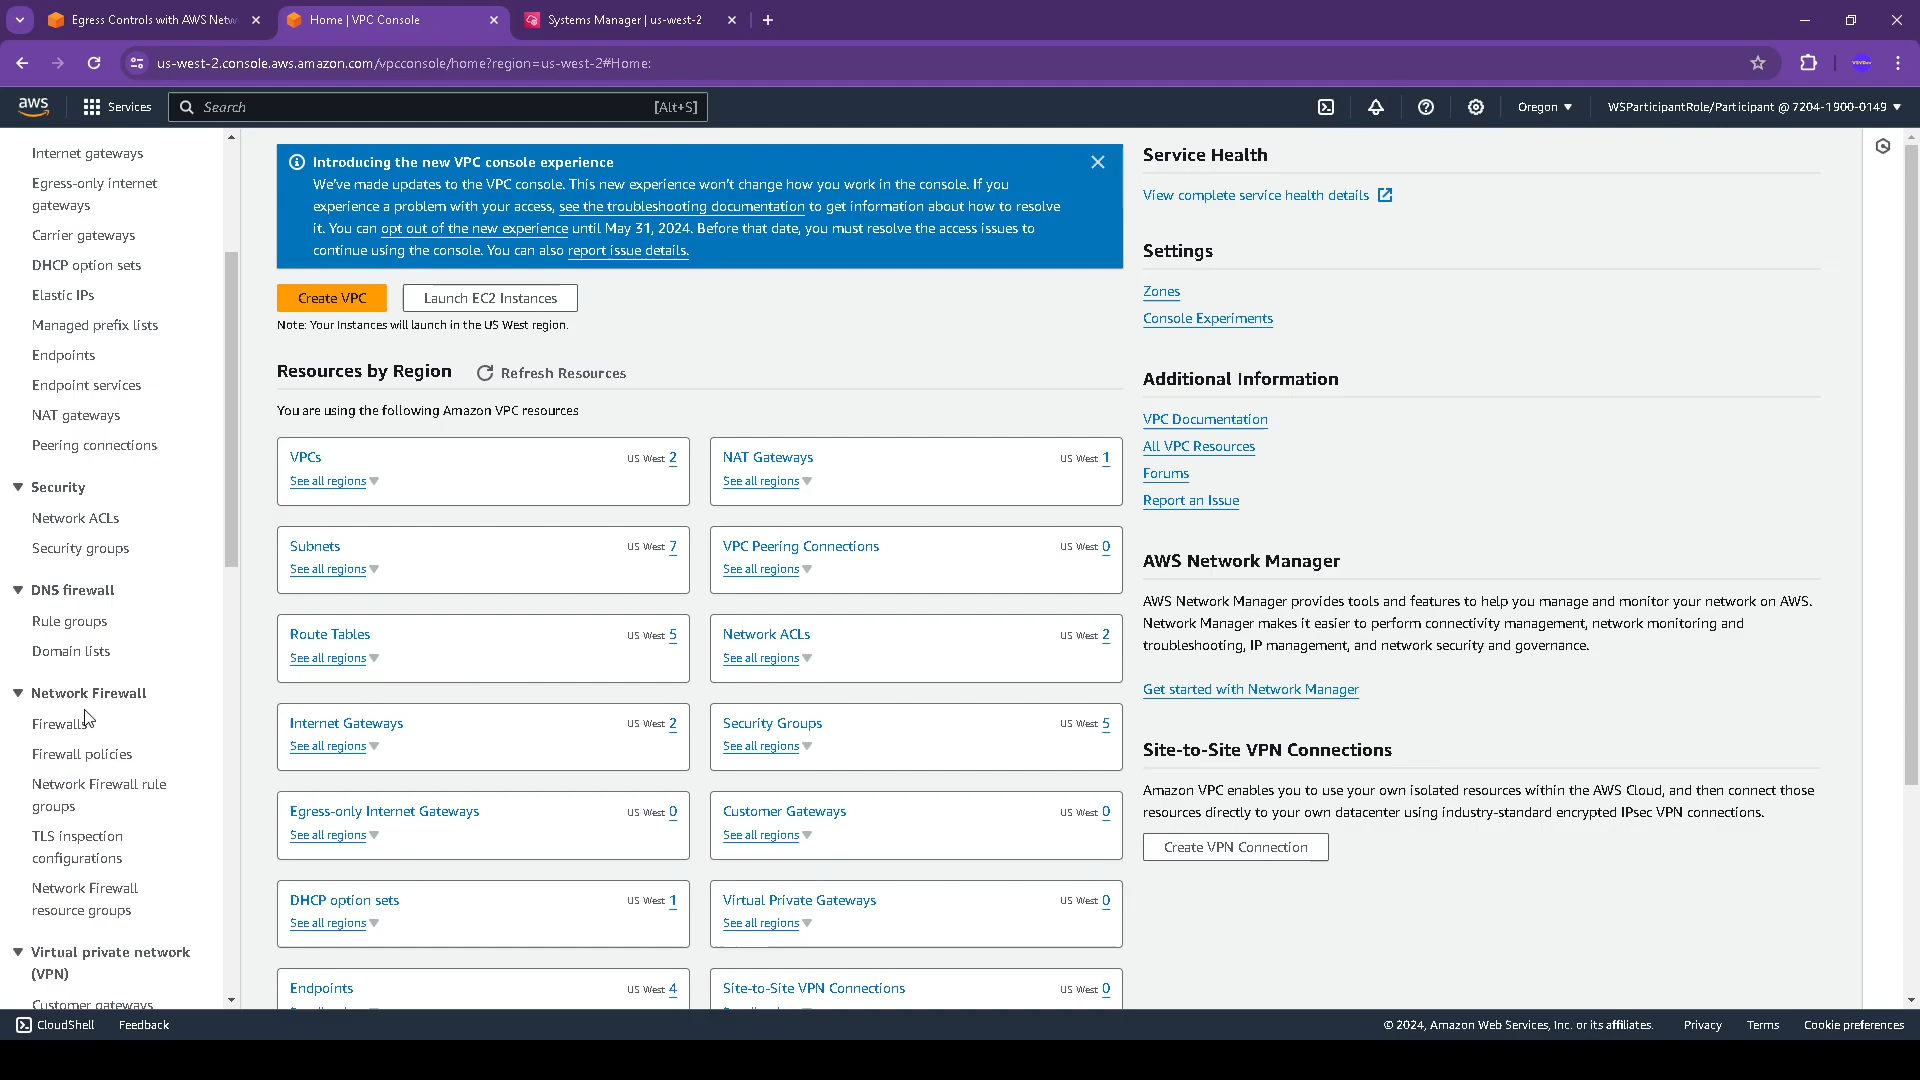 Egress Controls with AWS Netw
Home | VPC Console
Systems Manager | us-west-2
us-west-2.console.aws.amazon.com/vpcconsole/home?region=us-west-2#Home:
aws
Services
Search
[Alt+S]
Oregon
WSParticipantRole/Participant @ 7204-1900-0149
Internet gateways
Egress-only internet
gateways
Carrier gateways
DHCP option sets
Elastic IPs
Managed prefix lists
Endpoints
Endpoint services
NAT gateways
Peering connections
Security
Network ACLs
Security groups
DNS firewall
Rule groups
Domain lists
Network Firewall
Firewalls
Firewall policies
Network Firewall rule
groups
TLS inspection
configurations
Network Firewall
resource groups
Virtual private network
(VPN)
Customer gateways
Introducing the new VPC console experience
We've made updates to the VPC console. This new experience won't change how you work in the console. If you
experience a problem with your access, see the troubleshooting documentation to get information about how to resolve
it. You can opt out of the new experience until May 31, 2024. Before that date, you must resolve the access issues to
continue using the console. You can also report issue details.
Create VPC
Launch EC2 Instances
Note: Your Instances will launch in the US West region.
Resources by Region
Refresh Resources
You are using the following Amazon VPC resources
VPCs
US West 2
See all regions
NAT Gateways
US West 1
See all regions
Subnets
US West 7
See all regions
VPC Peering Connections
US West 0
See all regions
Route Tables
US West 5
See all regions
Network ACLs
US West 2
See all regions
Internet Gateways
US West 2
See all regions
Security Groups
US West 5
See all regions
Egress-only Internet Gateways
US West 0
See all regions
Customer Gateways
US West 0
See all regions
DHCP option sets
US West 1
See all regions
Virtual Private Gateways
US West 0
See all regions
Endpoints
US West 4
Site-to-Site VPN Connections
US West 0
Service Health
View complete service health details
Settings
Zones
Console Experiments
Additional Information
VPC Documentation
All VPC Resources
Forums
Report an Issue
AWS Network Manager
AWS Network Manager provides tools and features to help you manage and monitor your network on AWS.
Network Manager makes it easier to perform connectivity management, network monitoring and
troubleshooting, IP management, and network security and governance.
Get started with Network Manager
Site-to-Site VPN Connections
Amazon VPC enables you to use your own isolated resources within the AWS Cloud, and then connect those
resources directly to your own datacenter using industry-standard encrypted IPsec VPN connections.
Create VPN Connection
CloudShell
Feedback
© 2024, Amazon Web Services, Inc. or its affiliates.
Privacy
Terms
Cookie preferences